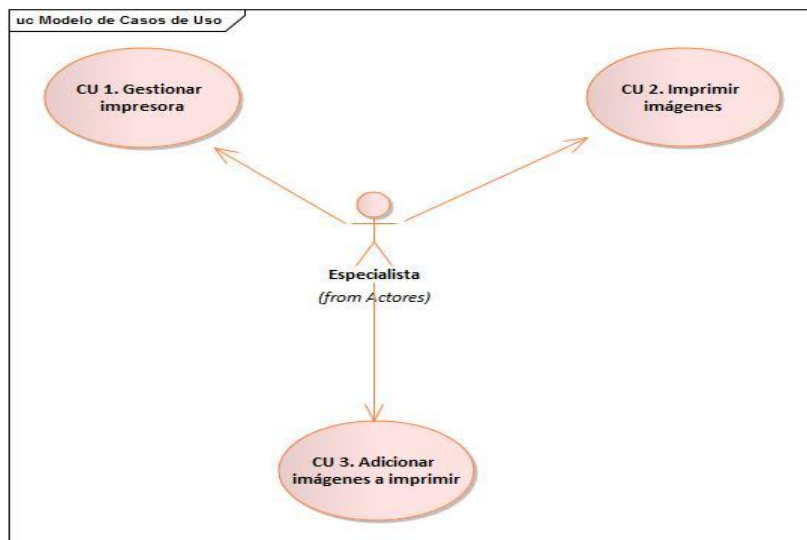 uc Modelo de Casos de Uso
CU 1. Gestionar
impresora
CU 2. Imprimir
imágenes
Especialista
(from Actores)
CU 3. Adicionar
imágenes a imprimir